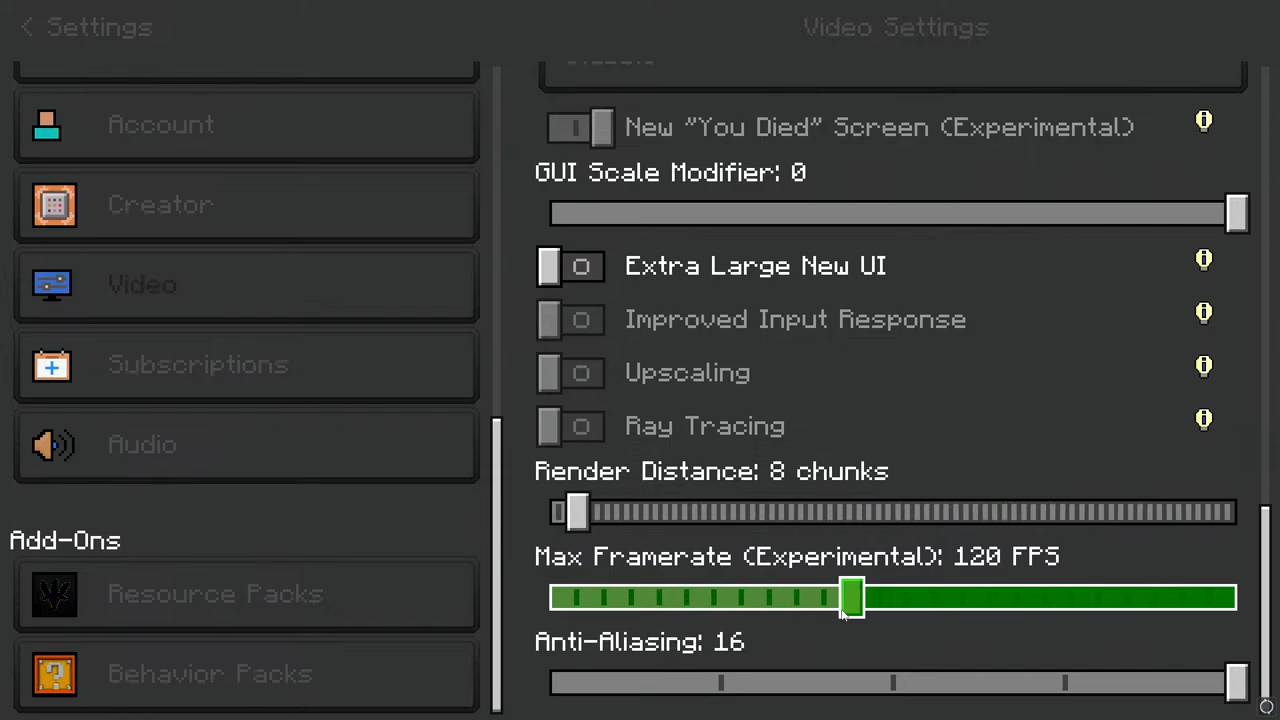 Settings
Video Settings
Account
New "You Died" Screen (Experimental)
GUI Scale Modifier: 0
Creator
Extra Large New UI
Video
Improved Input Response
Subscriptions
Upscaling
Audio
Ray Tracing
Render Distance: 8 chunks
Add-Ons
Max Framerate (Experimental): 120 FPS
Resource Packs
Anti-Aliasing: 16
Behavior Packs